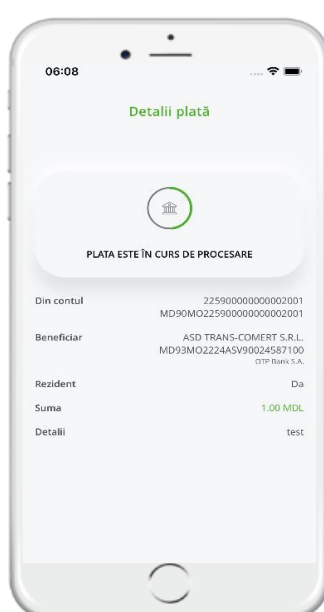 06:08
Detalii plată
PLATA ESTE ÎN CURS DE PROCESARE
Din contul 225900000000002001
MD90MO225900000000002001
Beneficiar ASD TRANS-COMERT S.R.L.
MD93MO2224ASV90024587100
OTP Bank S.A.
Rezident Da
Suma 1.00 MDL
Detalii test